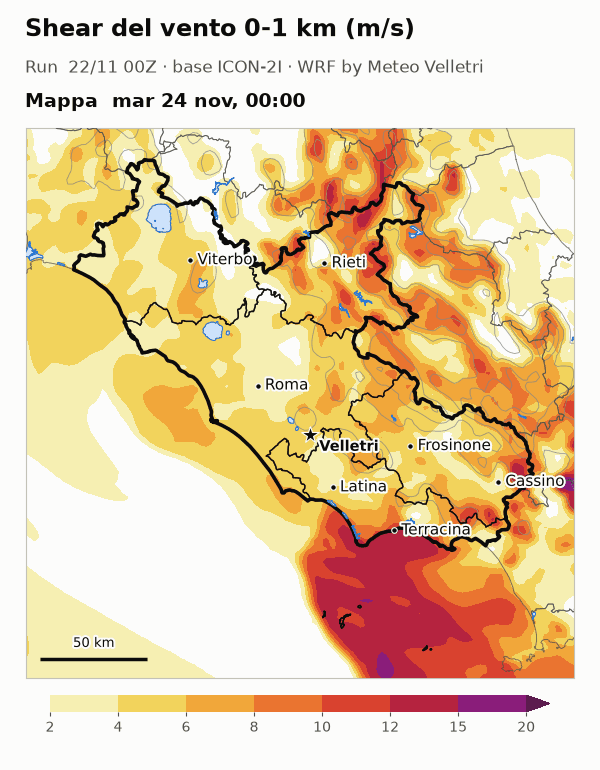 Shear del vento 0-1 km (m/s)
Run  22/11 00Z · base ICON-2I · WRF by Meteo Velletri
Mappa  mar 24 nov, 00:00
Viterbo
Rieti
Roma
Velletri
Frosinone
Latina
Cassino
Terracina
50 km
2 4 6 8 10 12 15 20